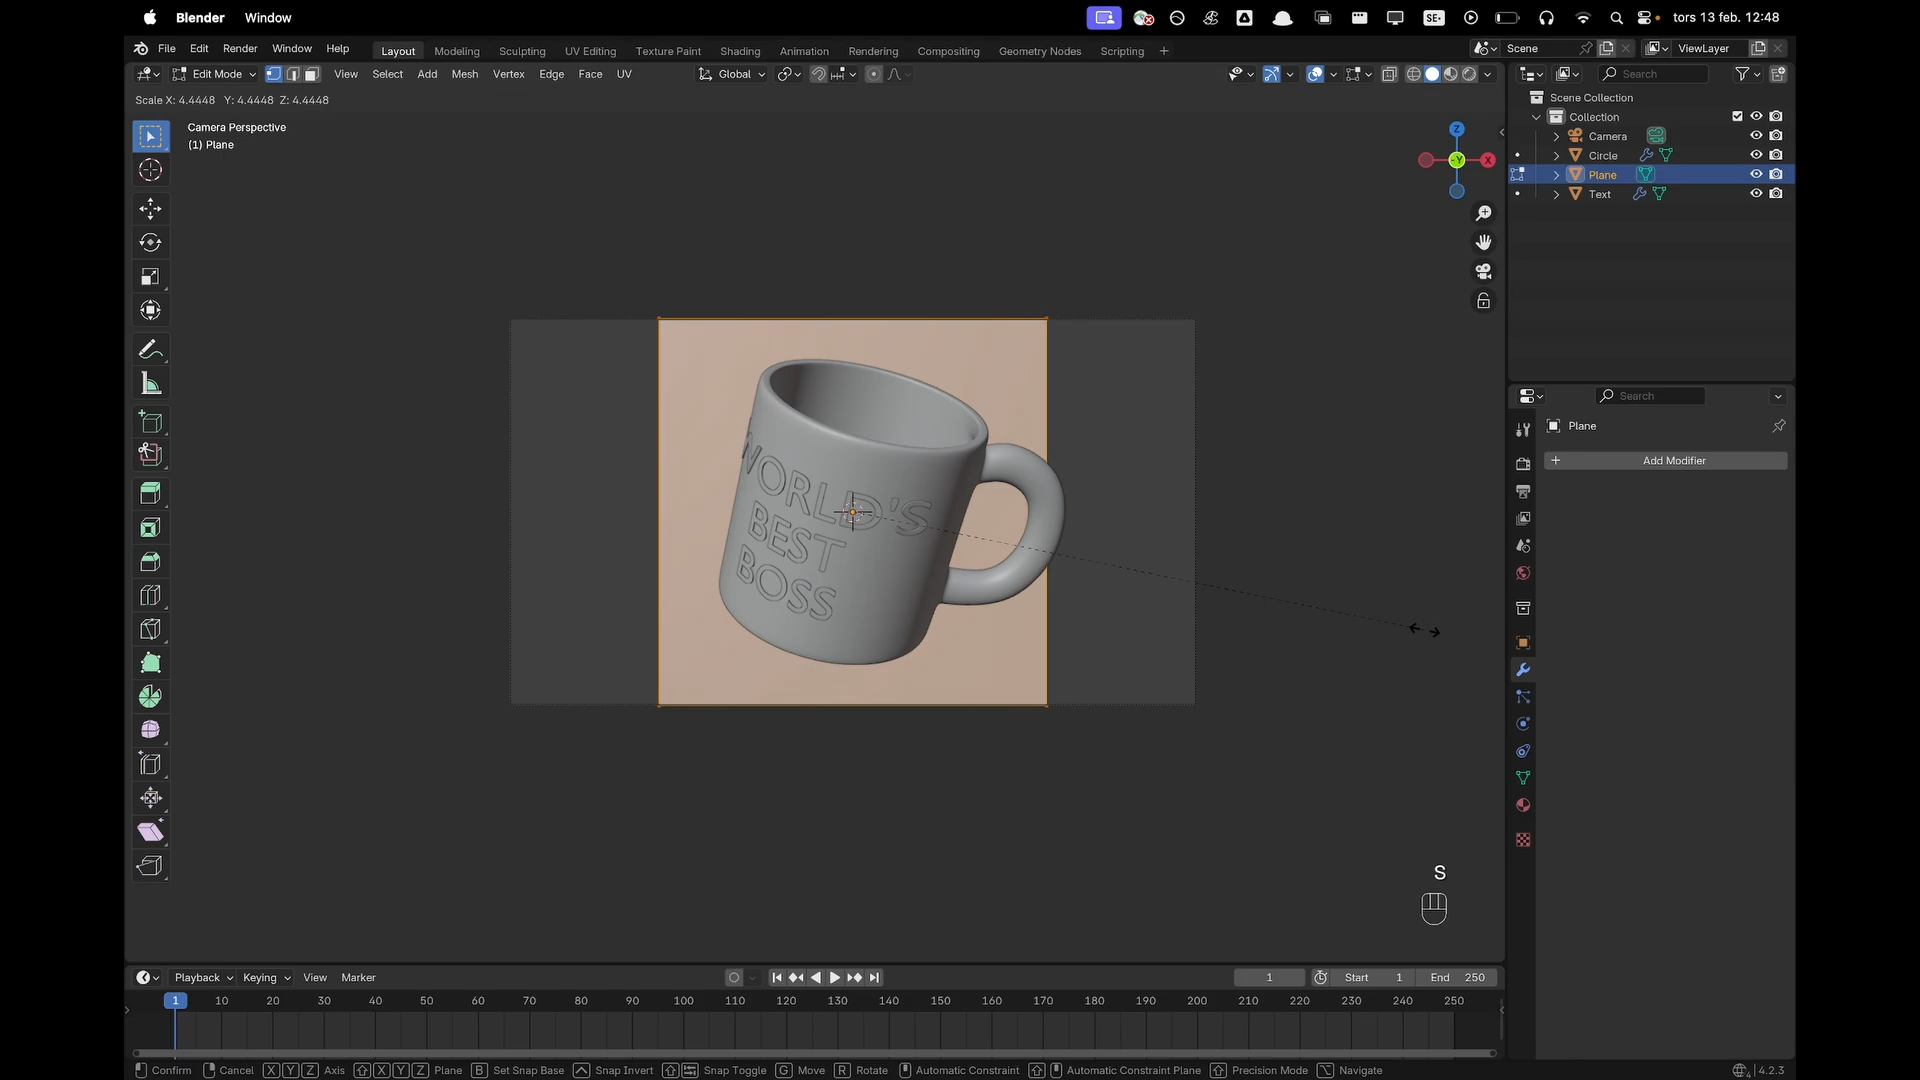 Blender Window
SE
tors 13 feb. 12:48
File Edit Render Window Help
Layout Modeling Sculpting UV Editing Texture Paint Shading Animation Rendering Compositing Geometry Nodes Scripting +
Scene
ViewLayer
Edit Mode
View Select Add Mesh Vertex Edge Face UV
Global
Search
Scale X: 4.4448 Y: 4.4448 Z: 4.4448
Camera Perspective
(1) Plane
Z
-Y
X
Scene Collection
Collection
Camera
Circle
Plane
Text
WORLD'S
BEST
BOSS
Search
Plane
+ Add Modifier
S
Playback Keying View Marker
1
Start 1
End 250
1 10 20 30 40 50 60 70 80 90 100 110 120 130 140 150 160 170 180 190 200 210 220 230 240 250
Confirm Cancel X Y Z Axis X Y Z Plane B Set Snap Base Snap Invert Snap Toggle G Move R Rotate Automatic Constraint Automatic Constraint Plane Precision Mode Navigate
4.2.3